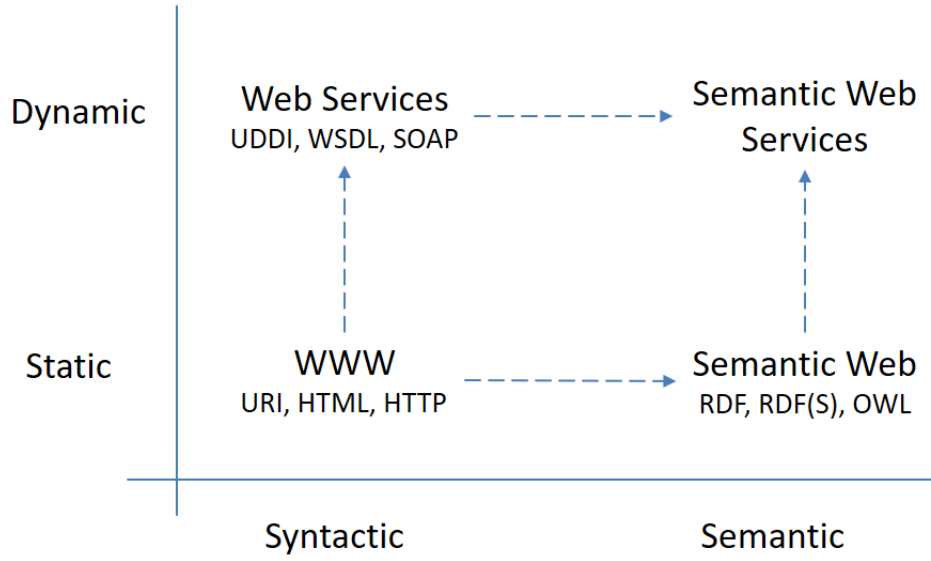 Dynamic
Web Services
UDDI, WSDL, SOAP
Semantic Web
Services
Static
WWW
URI, HTML, HTTP
Semantic Web
RDF, RDF(S), OWL
Syntactic
Semantic